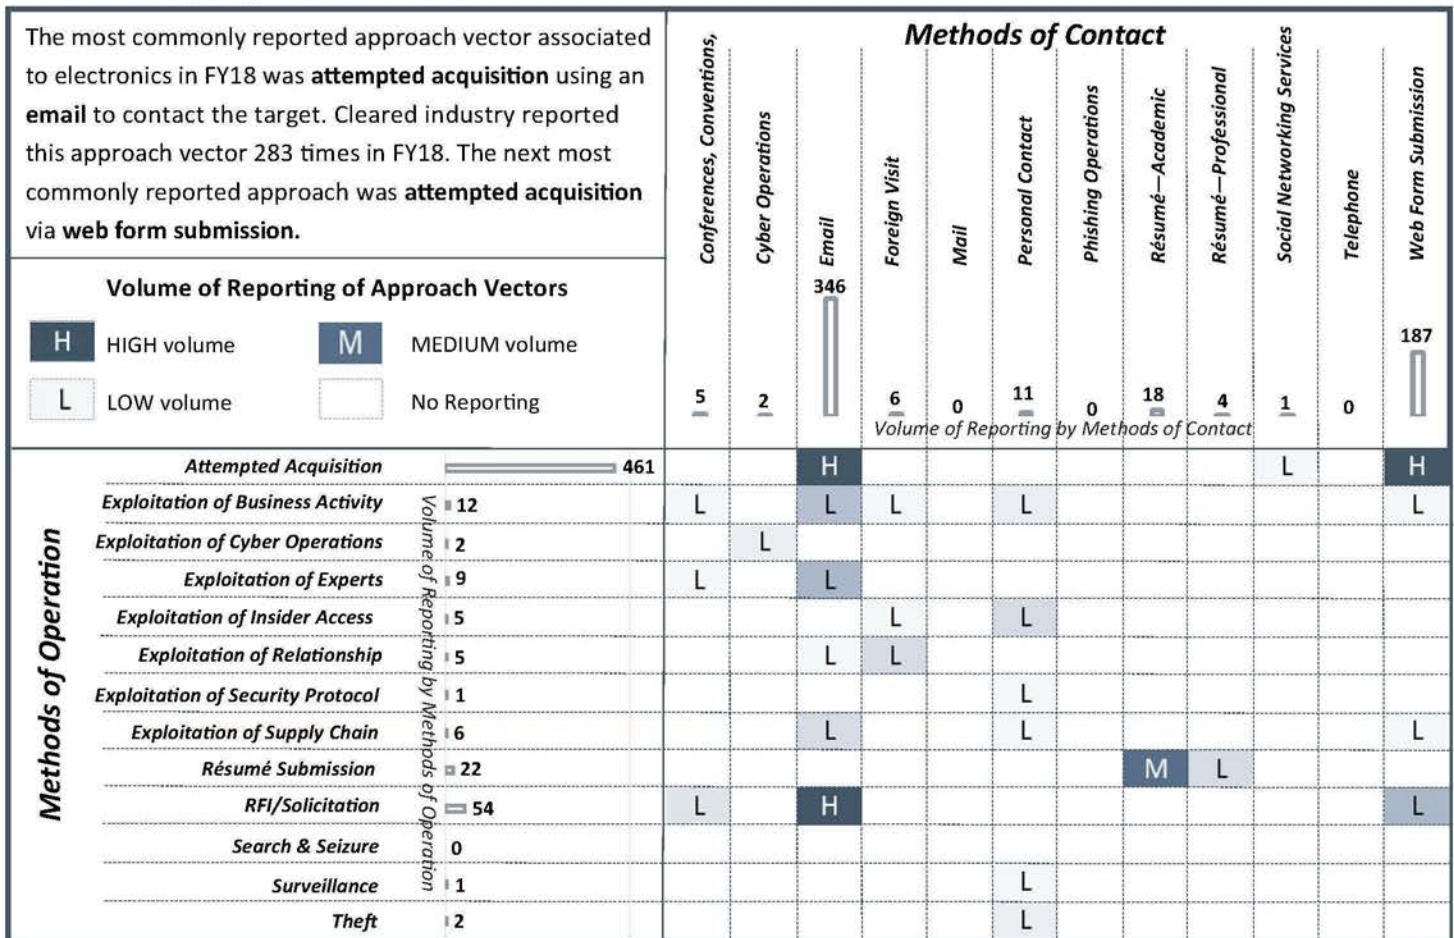 The most commonly reported approach vector associated
to electronics in FY18 was attempted acquisition using an
email to contact the target. Cleared industry reported
this approach vector 283 times in FY18. The next most
commonly reported approach was attempted acquisition
via web form submission.
Volume of Reporting of Approach Vectors
H HIGH volume M MEDIUM volume
L LOW volume No Reporting
Methods of Contact
Conferences, Conventions,
Cyber Operations
Email
Foreign Visit
Mail
Personal Contact
Phishing Operations
Résumé—Academic
Résumé—Professional
Social Networking Services
Telephone
Web Form Submission
5 2 346 6 0 11 0 18 4 1 0 187
Volume of Reporting by Methods of Contact
Methods of Operation
Volume of Reporting by Methods of Operation
Attempted Acquisition 461 H L H
Exploitation of Business Activity 12 L L L L L
Exploitation of Cyber Operations 2 L
Exploitation of Experts 9 L L
Exploitation of Insider Access 5 L L
Exploitation of Relationship 5 L L
Exploitation of Security Protocol 1 L
Exploitation of Supply Chain 6 L L L
Résumé Submission 22 M L
RFI/Solicitation 54 L H L
Search & Seizure 0
Surveillance 1 L
Theft 2 L